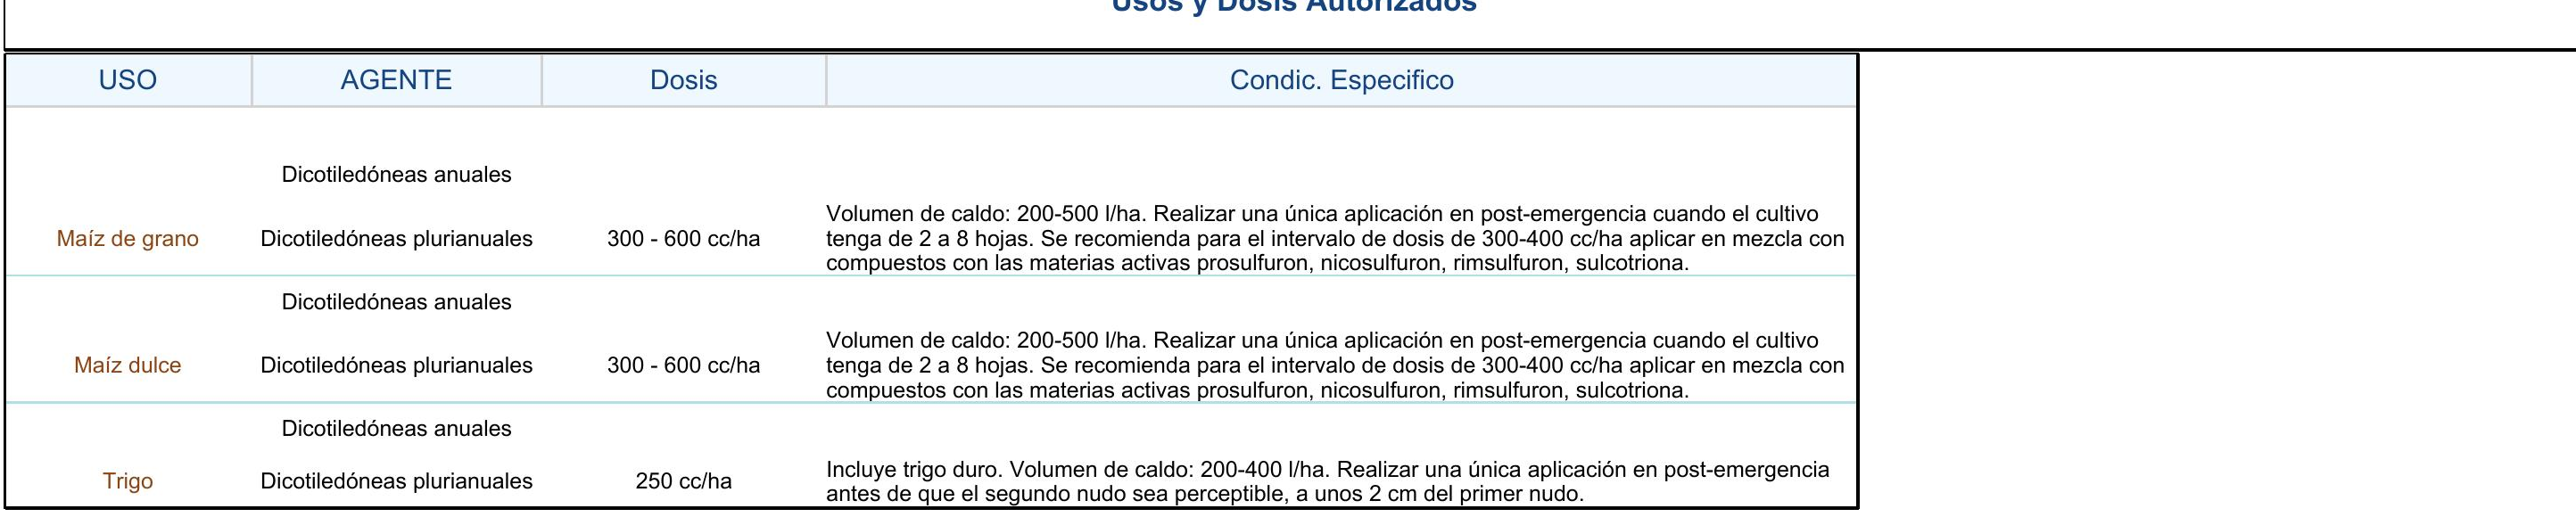 Usos y Dosis Autorizados
USO AGENTE Dosis Condic. Especifico
Dicotiledóneas anuales
Maíz de grano Dicotiledóneas plurianuales 300 - 600 cc/ha
Volumen de caldo: 200-500 l/ha. Realizar una única aplicación en post-emergencia cuando el cultivo
tenga de 2 a 8 hojas. Se recomienda para el intervalo de dosis de 300-400 cc/ha aplicar en mezcla con
compuestos con las materias activas prosulfuron, nicosulfuron, rimsulfuron, sulcotriona.
Dicotiledóneas anuales
Maíz dulce Dicotiledóneas plurianuales 300 - 600 cc/ha
Volumen de caldo: 200-500 l/ha. Realizar una única aplicación en post-emergencia cuando el cultivo
tenga de 2 a 8 hojas. Se recomienda para el intervalo de dosis de 300-400 cc/ha aplicar en mezcla con
compuestos con las materias activas prosulfuron, nicosulfuron, rimsulfuron, sulcotriona.
Dicotiledóneas anuales
Trigo Dicotiledóneas plurianuales 250 cc/ha
Incluye trigo duro. Volumen de caldo: 200-400 l/ha. Realizar una única aplicación en post-emergencia
antes de que el segundo nudo sea perceptible, a unos 2 cm del primer nudo.